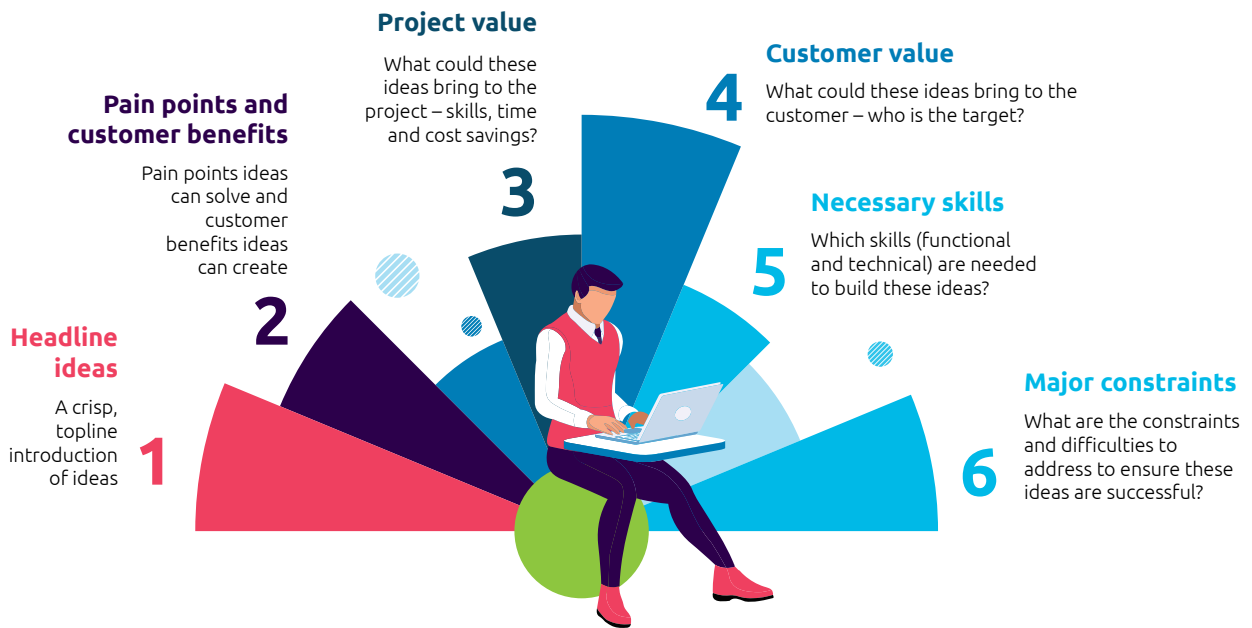 Headline
ideas
A crisp,
topline
introduction
of ideas
1
Pain points and
customer benefits
Pain points ideas
can solve and
customer
benefits ideas
can create
2
Project value
What could these
ideas bring to the
project – skills, time
and cost savings?
3
4
Customer value
What could these ideas bring to the
customer – who is the target?
5
Necessary skills
Which skills (functional
and technical) are needed
to build these ideas?
6
Major constraints
What are the constraints
and difficulties to
address to ensure these
ideas are successful?